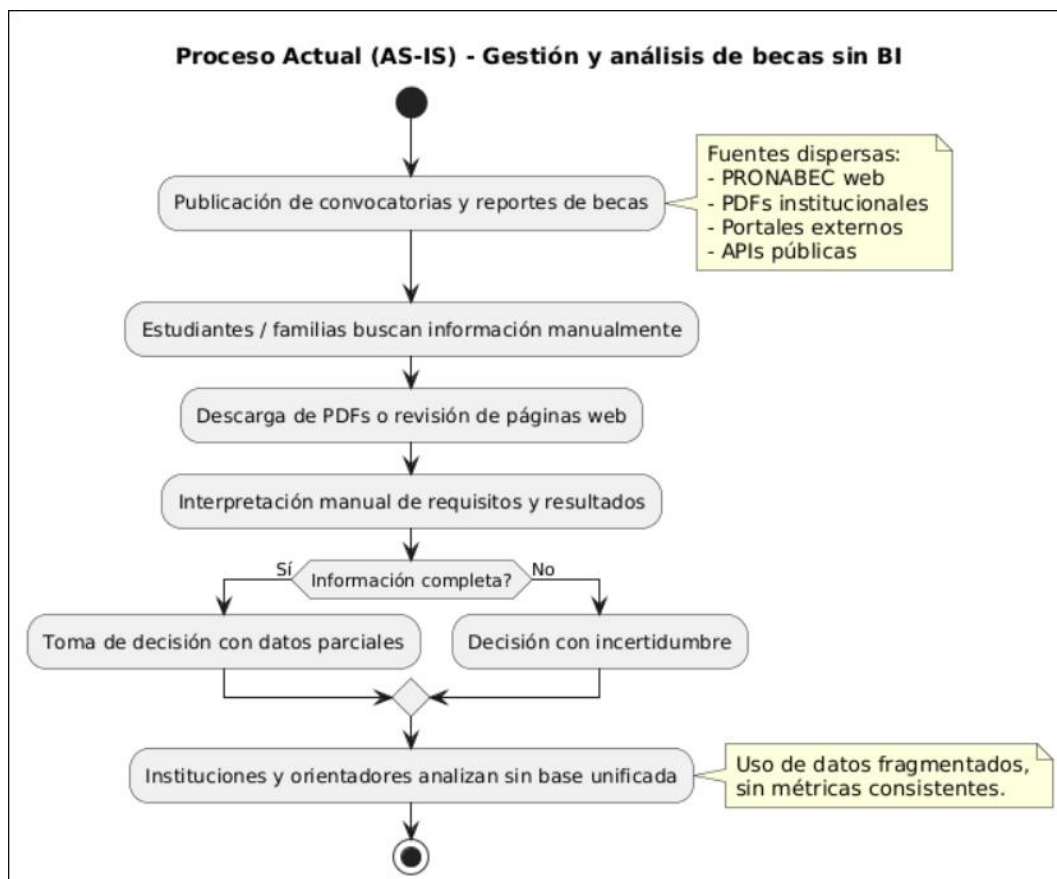 Proceso Actual (AS-IS) - Gestión y análisis de becas sin BI
Publicación de convocatorias y reportes de becas
Fuentes dispersas:
- PRONABEC web
- PDFs institucionales
- Portales externos
- APIs públicas
Estudiantes / familias buscan información manualmente
Descarga de PDFs o revisión de páginas web
Interpretación manual de requisitos y resultados
Sí
Información completa?
No
Toma de decisión con datos parciales
Decisión con incertidumbre
Instituciones y orientadores analizan sin base unificada
Uso de datos fragmentados,
sin métricas consistentes.